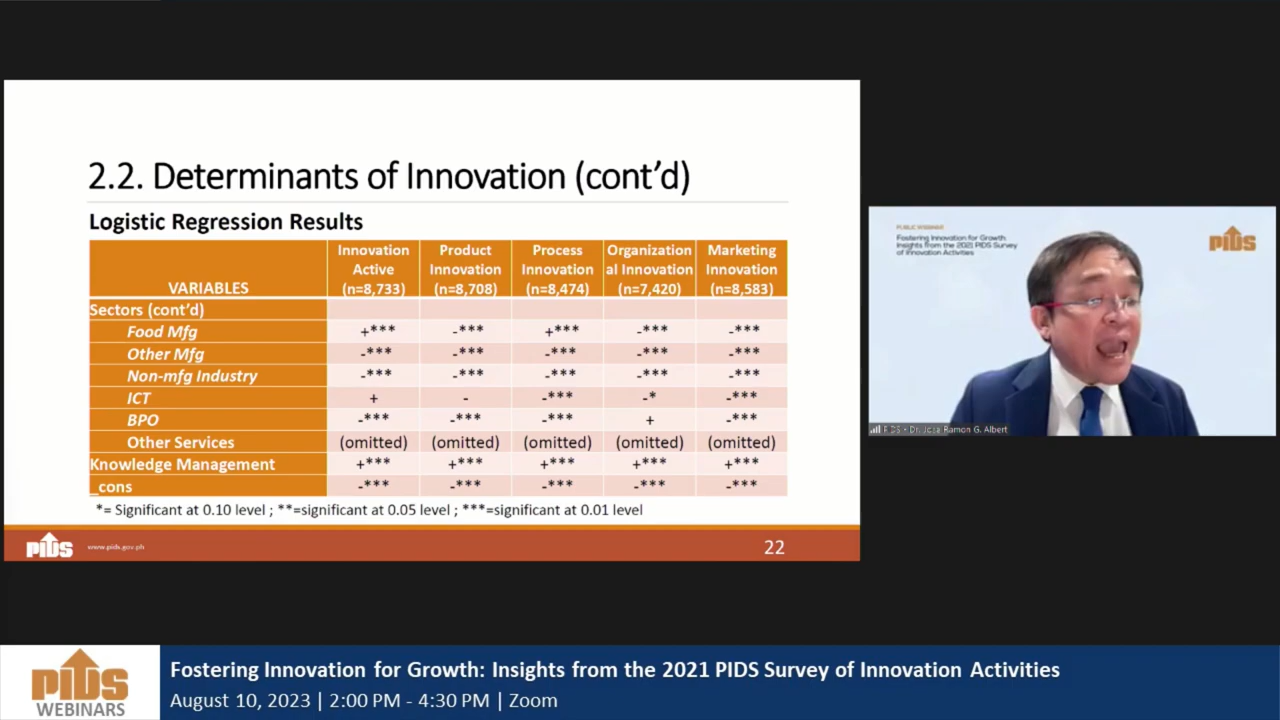 2.2. Determinants of Innovation (cont’d)
Logistic Regression Results
VARIABLES
Innovation Active (n=8,733)
Product Innovation (n=8,708)
Process Innovation (n=8,474)
Organization al Innovation (n=7,420)
Marketing Innovation (n=8,583)
Sectors (cont’d)
Food Mfg +*** -*** +*** -*** -***
Other Mfg -*** -*** -*** -*** -***
Non-mfg Industry -*** -*** -*** -*** -***
ICT + - -*** -* -***
BPO -*** -*** -*** + -***
Other Services (omitted) (omitted) (omitted) (omitted) (omitted)
Knowledge Management +*** +*** +*** +*** +***
_cons -*** -*** -*** -*** -***
*= Significant at 0.10 level ; **=significant at 0.05 level ; ***=significant at 0.01 level
PIDS
www.pids.gov.ph
22
PUBLIC WEBINAR
Fostering Innovation for Growth:
Insights from the 2021 PIDS Survey
of Innovation Activities
PIDS
PIDS - Dr. Jose Ramon G. Albert
PIDS
WEBINARS
Fostering Innovation for Growth: Insights from the 2021 PIDS Survey of Innovation Activities
August 10, 2023 | 2:00 PM - 4:30 PM | Zoom